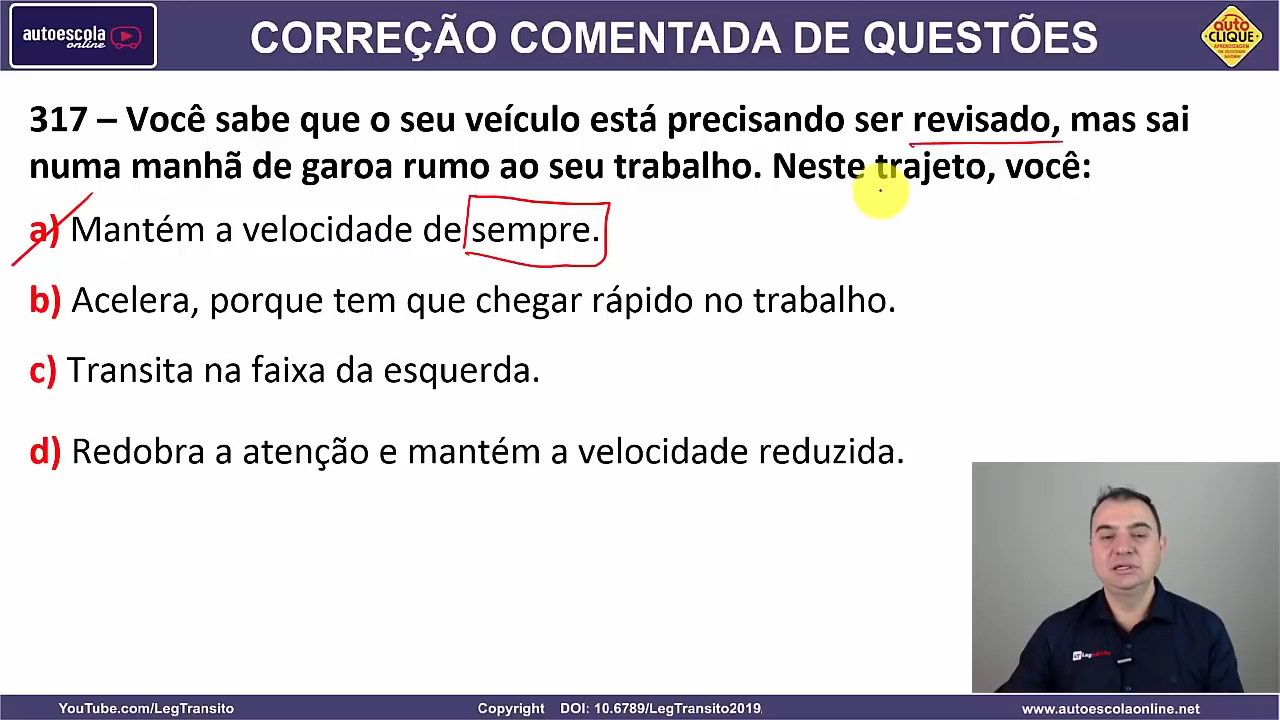 autoescola
online
CORREÇÃO COMENTADA DE QUESTÕES
auto
CLIQUE
317 – Você sabe que o seu veículo está precisando ser revisado, mas sai
numa manhã de garoa rumo ao seu trabalho. Neste trajeto, você:
a) Mantém a velocidade de sempre.
b) Acelera, porque tem que chegar rápido no trabalho.
c) Transita na faixa da esquerda.
d) Redobra a atenção e mantém a velocidade reduzida.
YouTube.com/LegTransito
Copyright DOI: 10.6789/LegTransito2019
www.autoescolaonline.net